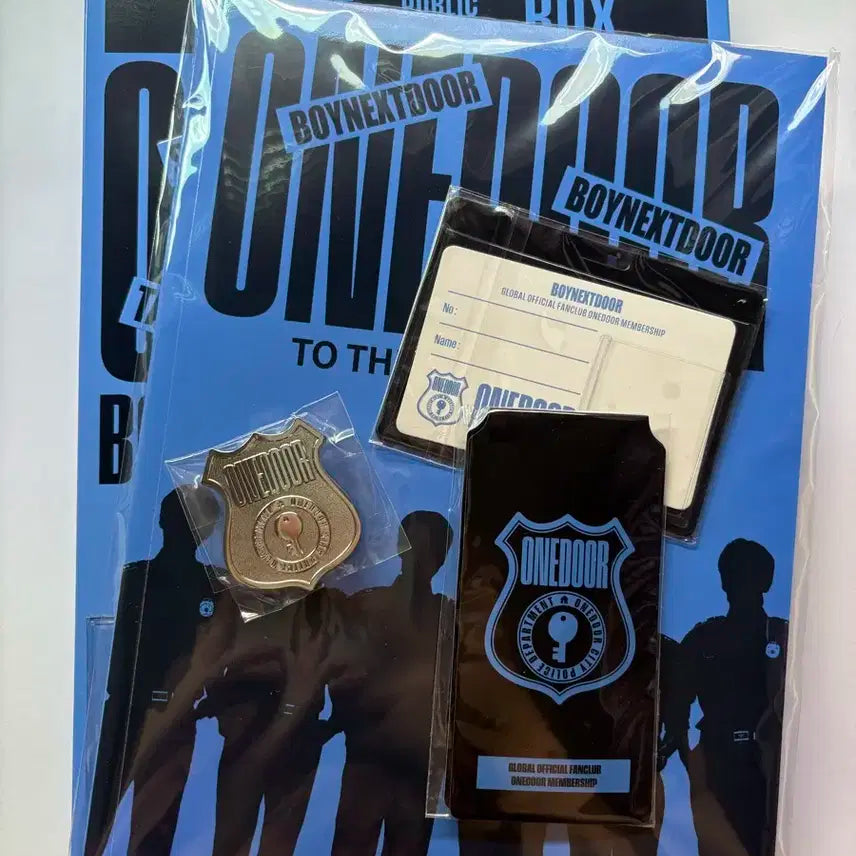 PUBLIC
BOX
ONEDOOR
BOYNEXTDOOR
BOYNEXTDOOR
TO TH
BOYNEXTDOOR
GLOBAL OFFICIAL FANCLUB ONEDOOR MEMBERSHIP
No:
Name:
ONEDOOR
ONEDOOR
ONEDOOR
POLICE DEPARTMENT
ONEDOOR CITY
GLOBAL OFFICIAL FANCLUB
ONEDOOR MEMBERSHIP